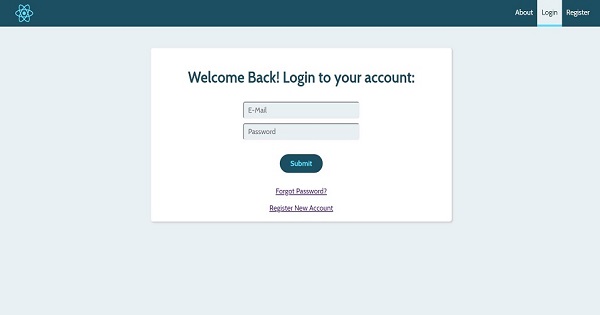 About Login Register
Welcome Back! Login to your account:
E-Mail
Password
Submit
Forgot Password?
Register New Account